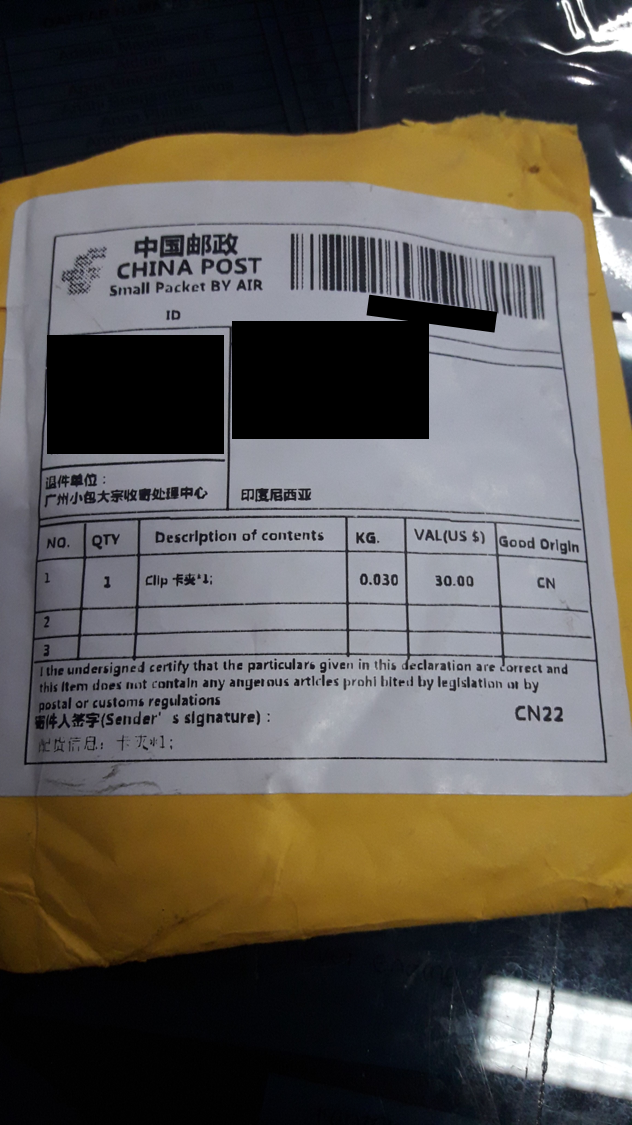 中国邮政
CHINA POST
Small Packet BY AIR
ID
退件单位：
广州小包大宗收寄处理中心
印度尼西亚
NO. QTY Description of contents KG. VAL(US $) Good Origin
1 1 Clip 卡夹*1; 0.030 30.00 CN
2
3
I the undersigned certify that the particulars given in this declaration are correct and
this item does not contain any angerous articles prohi bited by legislation or by
postal or customs regulations
寄件人签字(Sender' s signature)：
CN22
配货信息：卡夹*1;